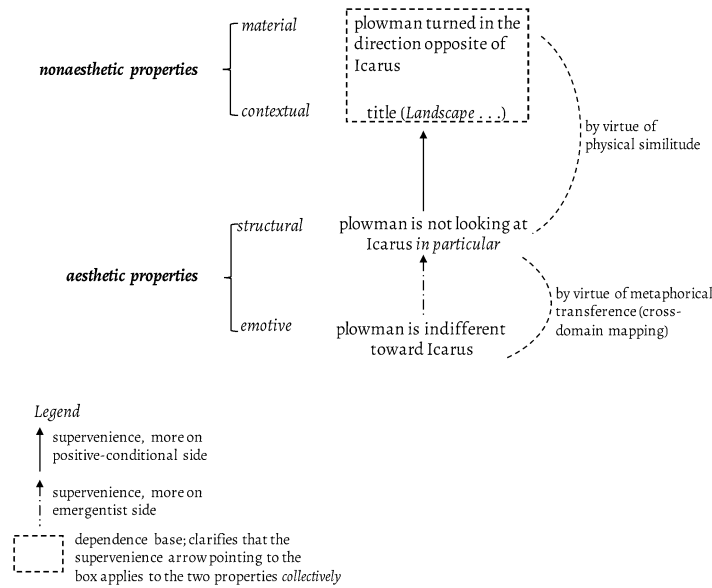 material
plowman turned in the
direction opposite of
Icarus
nonaesthetic properties
contextual
title (Landscape . . .)
by virtue of
physical similitude
structural
plowman is not looking at
Icarus in particular
aesthetic properties
by virtue of metaphorical
transference (cross-
domain mapping)
emotive
plowman is indifferent
toward Icarus
Legend
supervenience, more on
positive-conditional side
supervenience, more on
emergentist side
dependence base; clarifies that the
supervenience arrow pointing to the
box applies to the two properties collectively